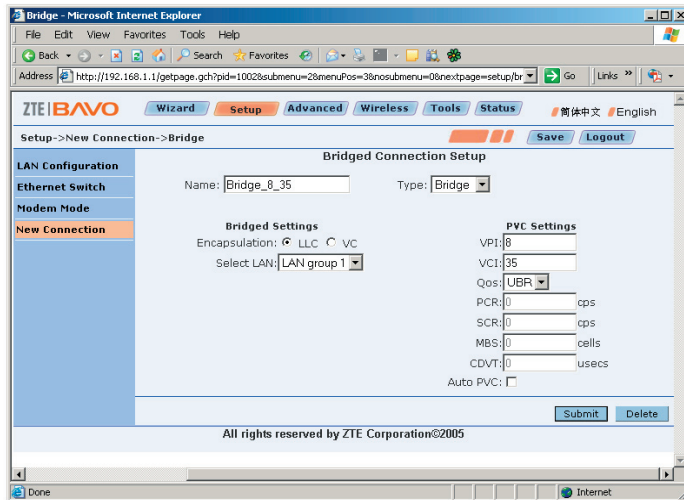 Bridge - Microsoft Internet Explorer
File Edit View Favorites Tools Help
Back Search Favorites
Address http://192.168.1.1/getpage.gch?pid=1002&submenu=2&menuPos=3&nosubmenu=0&nextpage=setup/br Go Links »
ZTE BAVO Wizard Setup Advanced Wireless Tools Status 简体中文 English
Setup->New Connection->Bridge Save Logout
Bridged Connection Setup
LAN Configuration
Ethernet Switch
Modem Mode
New Connection
Name: Bridge_8_35 Type: Bridge
Bridged Settings
Encapsulation: LLC VC
Select LAN: LAN group 1
PVC Settings
VPI: 8
VCI: 35
Qos: UBR
PCR: 0 cps
SCR: 0 cps
MBS: 0 cells
CDVT: 0 usecs
Auto PVC:
Submit Delete
All rights reserved by ZTE Corporation©2005
Done Internet